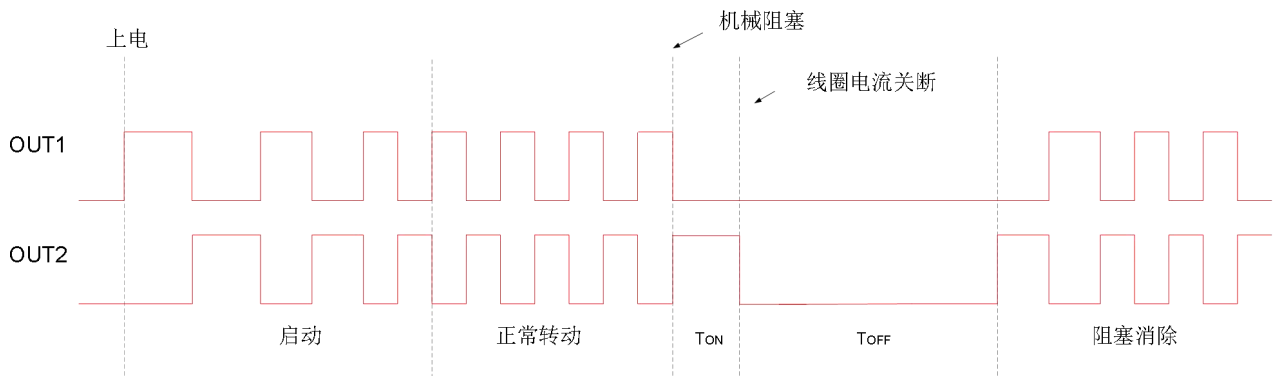 机械阻塞
上电
线圈电流关断
OUT1
OUT2
启动
正常转动
TON
TOFF
阻塞消除